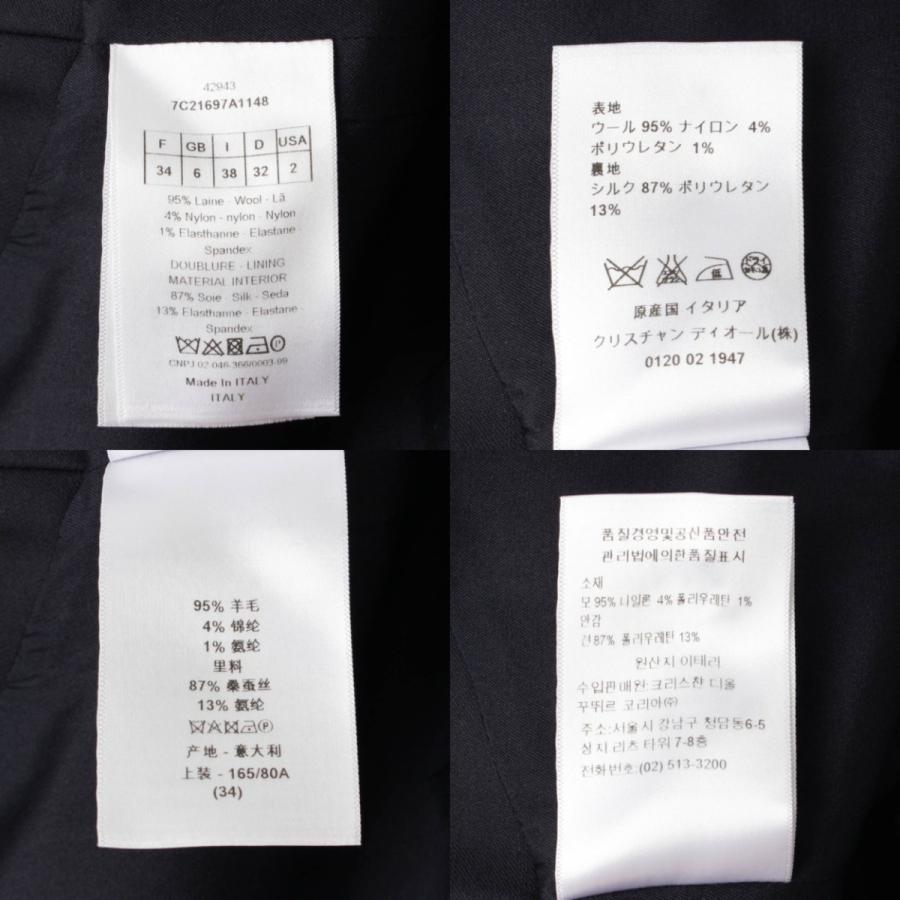 42943
7C21697A1148
F GB I D USA
34 6 38 32 2
95% Laine - Wool - Lã
4% Nylon - nylon - Nylon
1% Elasthanne - Elastane -
Spandex
DOUBLURE - LINING
MATERIAL INTERIOR
87% Soie - Silk - Seda
13% Elasthanne - Elastane -
Spandex
CNPJ 02.046-366/0003-99
Made In ITALY
ITALY
表地
ウール 95% ナイロン 4%
ポリウレタン 1%
裏地
シルク 87% ポリウレタン
13%
低
原産国 イタリア
クリスチャン ディオール(株)
0120 02 1947
95% 羊毛
4% 锦纶
1% 氨纶
里料
87% 桑蚕丝
13% 氨纶
P
产地 - 意大利
上装 - 165/80A
(34)
품질경영및공산품안전
관리법에의한품질표시
소재
모 95% 나일론 4% 폴리우레탄 1%
안감
견 87% 폴리우레탄 13%
원산지 이태리
수입판매원:크리스챤 디올
꾸뛰르 코리아㈜
주소:서울시 강남구 청담동6-5
성지 리츠 타워 7-8층
전화번호:(02) 513-3200